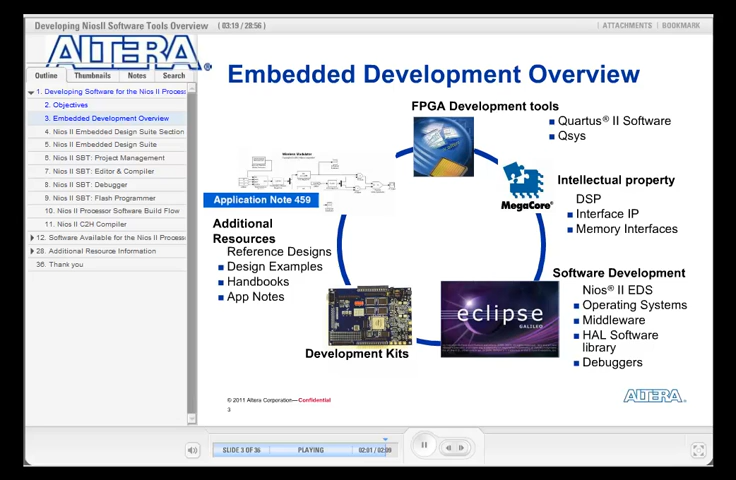 Developing NiosII Software Tools Overview ( 03:19 / 28:56 )
ATTACHMENTS | BOOKMARK
ALTERA®
Outline Thumbnails Notes Search
1. Developing Software for the Nios II Process
2. Objectives
3. Embedded Development Overview
4. Nios II Embedded Design Suite Section
5. Nios II Embedded Design Suite
6. Nios II SBT: Project Management
7. Nios II SBT: Editor & Compiler
8. Nios II SBT: Debugger
9. Nios II SBT: Flash Programmer
10. Nios II Processor Software Build Flow
11. Nios II C2H Compiler
12. Software Available for the Nios II Process
28. Additional Resource Information
36. Thank you
Embedded Development Overview
FPGA Development tools
Quartus® II Software
Qsys
MegaCore®
Intellectual property
DSP
Interface IP
Memory Interfaces
Software Development
Nios® II EDS
Operating Systems
Middleware
HAL Software
library
Debuggers
eclipse
GALILEO
Development Kits
Application Note 459
Additional
Resources
Reference Designs
Design Examples
Handbooks
App Notes
© 2011 Altera Corporation—Confidential
3
ALTERA®
SLIDE 3 OF 36 PLAYING 02:01 / 02:09